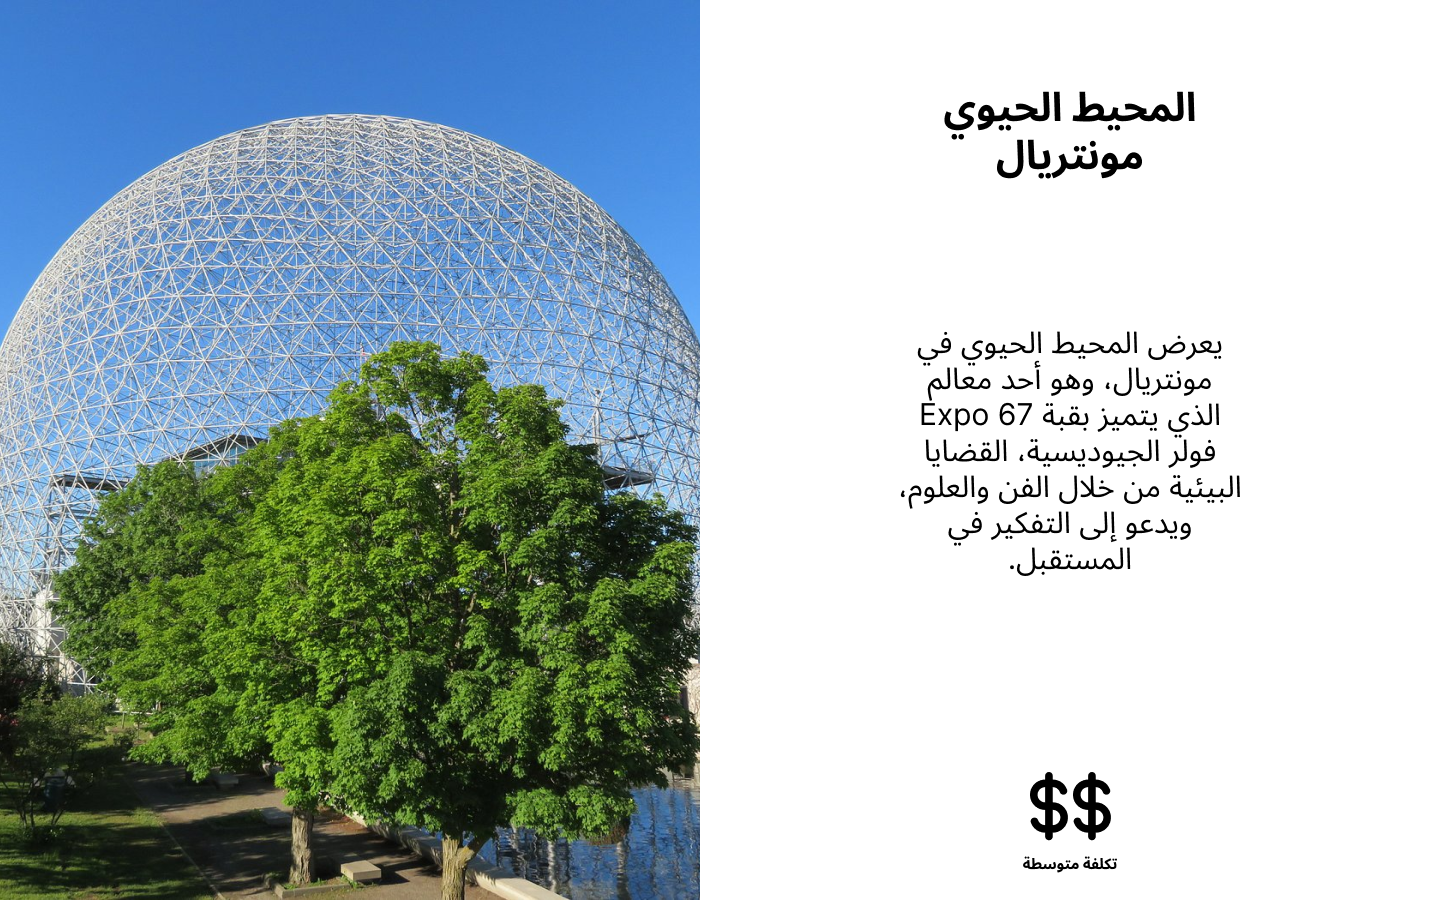 المحيط الحيوي
مونتريال
يعرض المحيط الحيوي في
مونتريال، وهو أحد معالم
Expo 67 الذي يتميز بقبة
فولر الجيوديسية، القضايا
البيئية من خلال الفن والعلوم،
ويدعو إلى التفكير في
المستقبل.
$$
تكلفة متوسطة